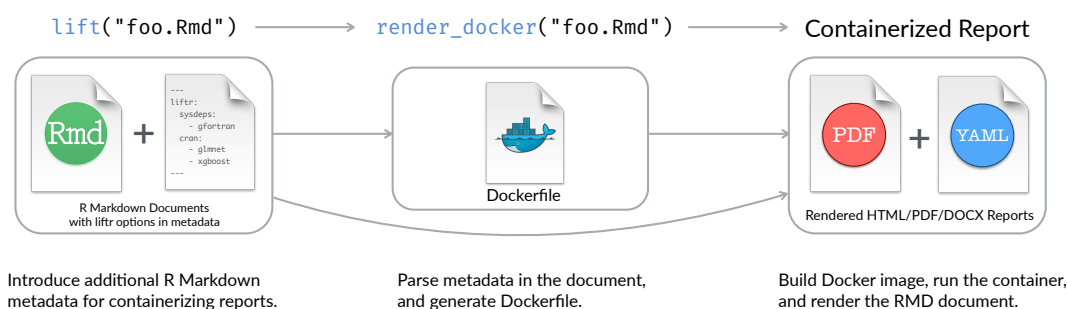 lift("foo.Rmd")
render_docker("foo.Rmd")
Containerized Report
Rmd
+
---
liftr:
  sysdeps:
    - gfortran
  cran:
    - glmnet
    - xgboost
---
R Markdown Documents
with liftr options in metadata
Dockerfile
PDF
+
YAML
Rendered HTML/PDF/DOCX Reports
Introduce additional R Markdown
metadata for containerizing reports.
Parse metadata in the document,
and generate Dockerfile.
Build Docker image, run the container,
and render the RMD document.